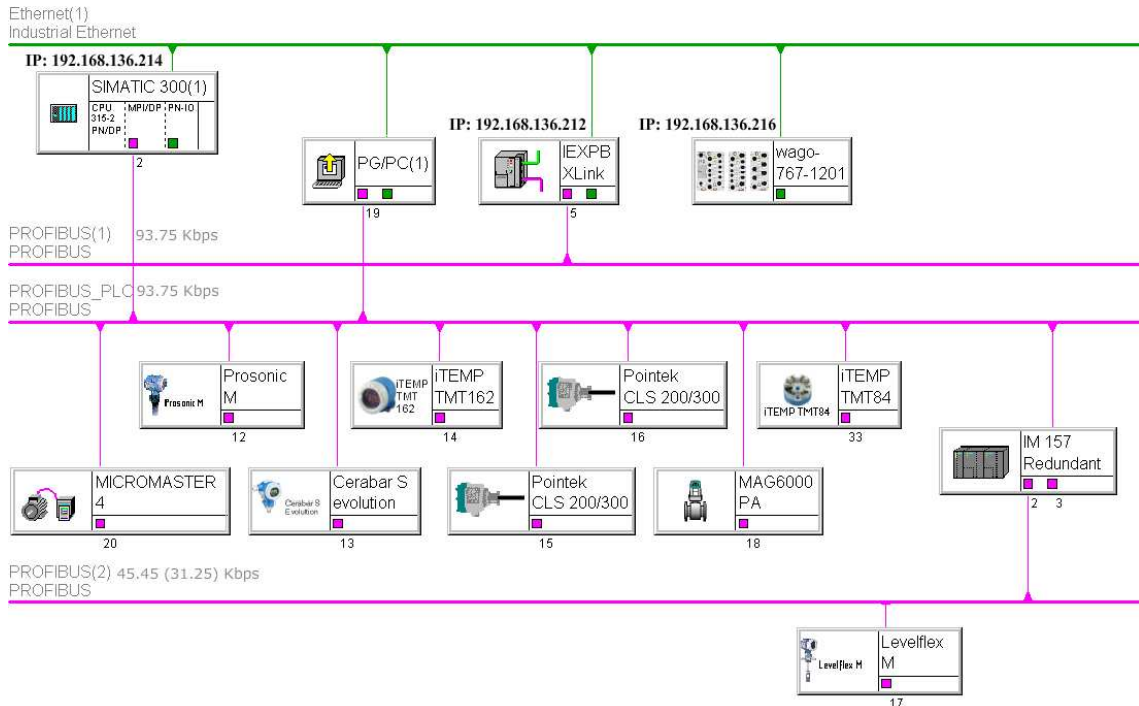 Ethernet(1)
Industrial Ethernet
IP: 192.168.136.214
SIMATIC 300(1)
CPU 315-2 PN/DP
MPI/DP
PN-IO
2
PG/PC(1)
19
IP: 192.168.136.212
IEXPB
XLink
5
IP: 192.168.136.216
wago-
767-1201
PROFIBUS(1) 93.75 Kbps
PROFIBUS
PROFIBUS_PLC 93.75 Kbps
PROFIBUS
Prosonic M
Prosonic
M
12
iTEMP
TMT
162
iTEMP
TMT162
14
Pointek
CLS 200/300
16
iTEMP TMT84
iTEMP
TMT84
33
IM 157
Redundant
2 3
MICROMASTER
4
20
Cerabar S
Evolution
Cerabar S
evolution
13
Pointek
CLS 200/300
15
MAG6000
PA
18
PROFIBUS(2) 45.45 (31.25) Kbps
PROFIBUS
Levelflex M
Levelflex
M
17